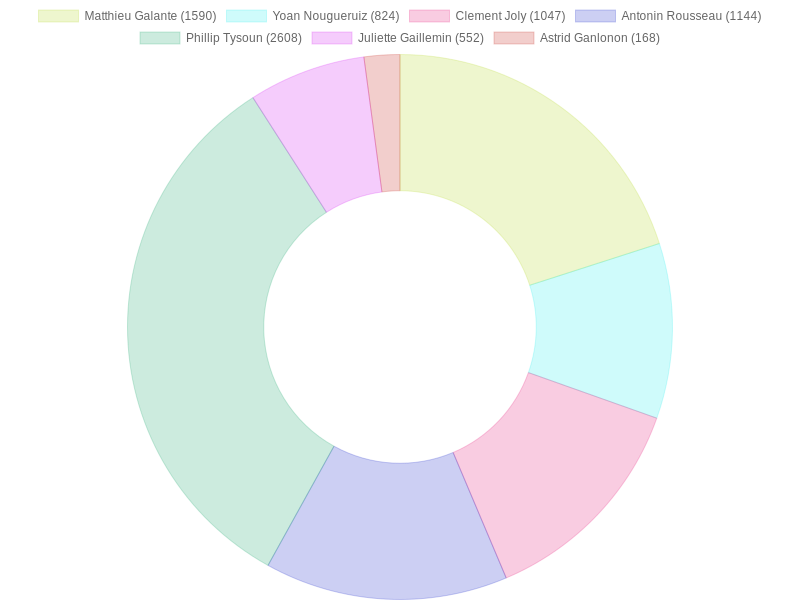 Matthieu Galante (1590) Yoan Nougueruiz (824) Clement Joly (1047) Antonin Rousseau (1144)
Phillip Tysoun (2608) Juliette Gaillemin (552) Astrid Ganlonon (168)